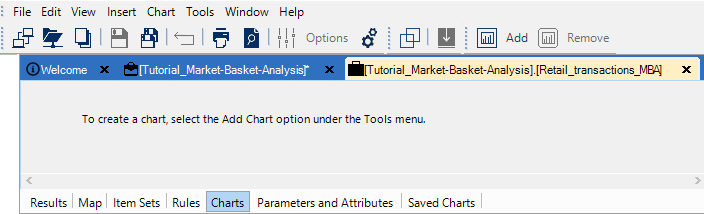 File Edit View Insert Chart Tools Window Help
Options Add Remove
Welcome [Tutorial_Market-Basket-Analysis]* [Tutorial_Market-Basket-Analysis].[Retail_transactions_MBA]
To create a chart, select the Add Chart option under the Tools menu.
Results Map Item Sets Rules Charts Parameters and Attributes Saved Charts